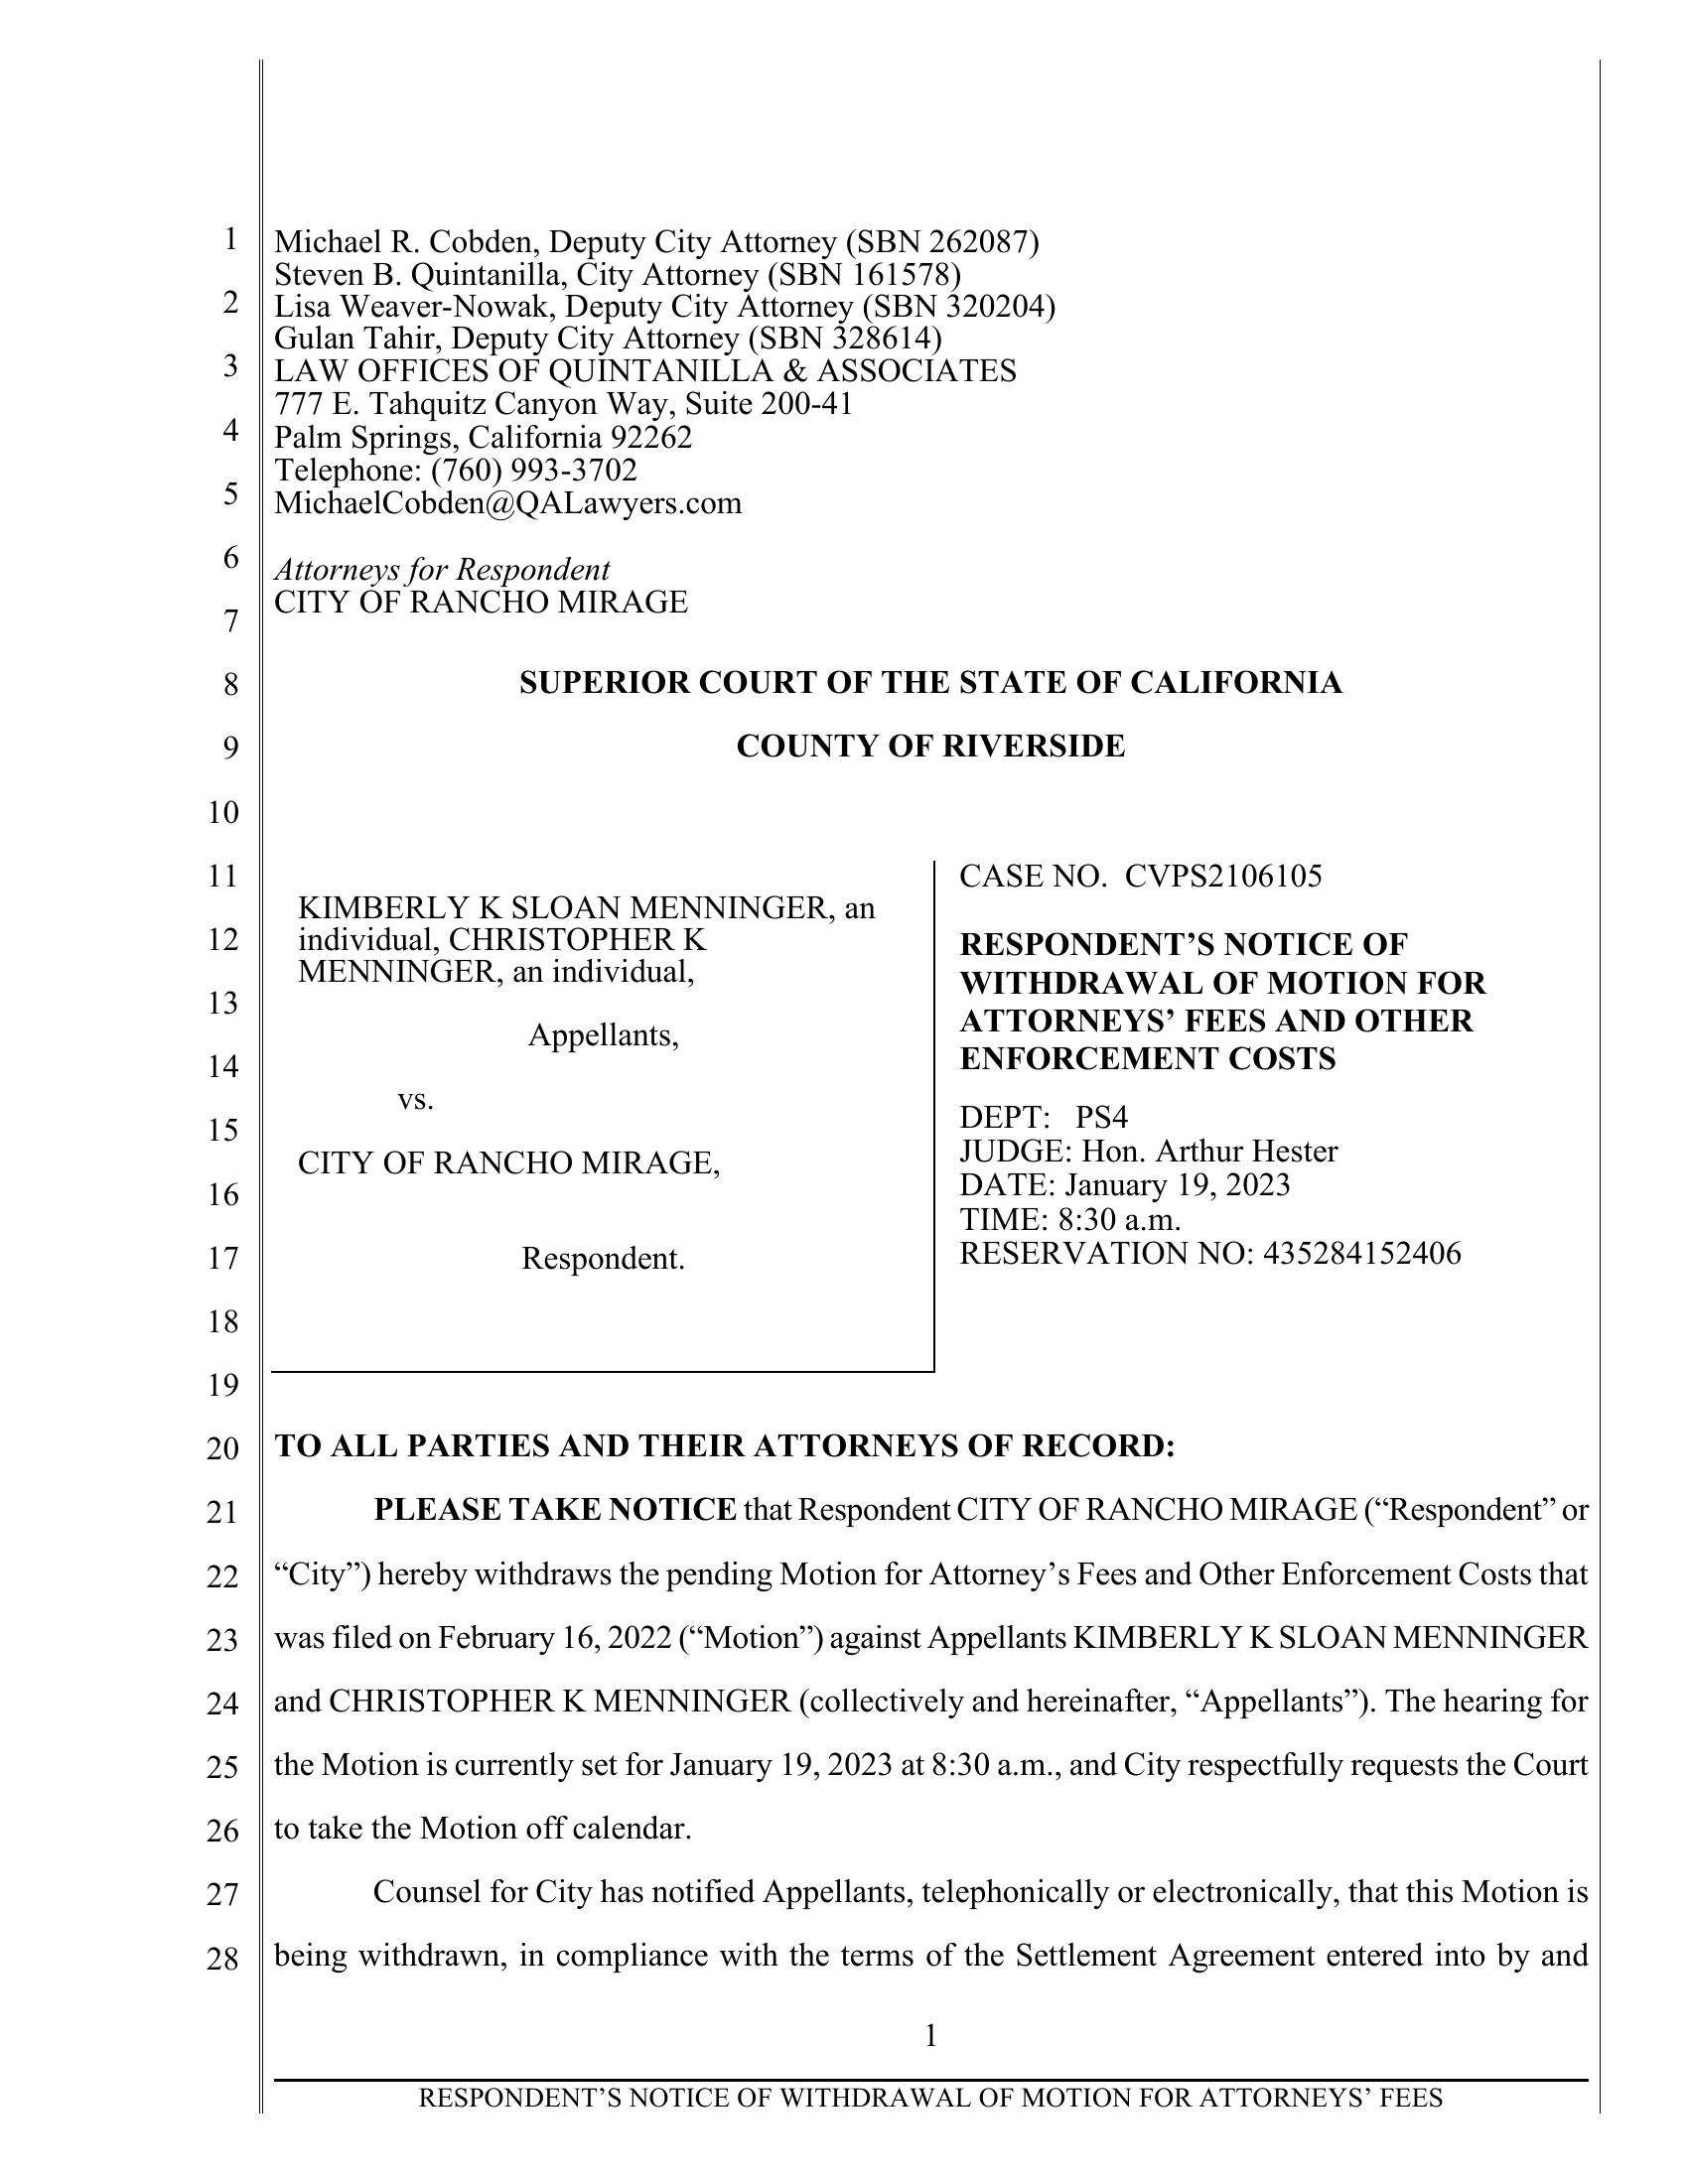 1 Michael R. Cobden, Deputy City Attorney (SBN 262087)
Steven B. Quintanilla, City Attorney (SBN 161578)
2 Lisa Weaver-Nowak, Deputy City Attorney (SBN 320204)
Gulan Tahir, Deputy City Attorney (SBN 328614)
3 LAW OFFICES OF QUINTANILLA & ASSOCIATES
777 E. Tahquitz Canyon Way, Suite 200-41
4 Palm Springs, California 92262
Telephone: (760) 993-3702
5 MichaelCobden@QALawyers.com
6 Attorneys for Respondent
CITY OF RANCHO MIRAGE
7
8 SUPERIOR COURT OF THE STATE OF CALIFORNIA
9 COUNTY OF RIVERSIDE
10
11
KIMBERLY K SLOAN MENNINGER, an
12 individual, CHRISTOPHER K
MENNINGER, an individual,
13
Appellants,
14
vs.
15
CITY OF RANCHO MIRAGE,
16
17 Respondent.
18
19
CASE NO. CVPS2106105
RESPONDENT’S NOTICE OF
WITHDRAWAL OF MOTION FOR
ATTORNEYS’ FEES AND OTHER
ENFORCEMENT COSTS
DEPT: PS4
JUDGE: Hon. Arthur Hester
DATE: January 19, 2023
TIME: 8:30 a.m.
RESERVATION NO: 435284152406
20 TO ALL PARTIES AND THEIR ATTORNEYS OF RECORD:
21 PLEASE TAKE NOTICE that Respondent CITY OF RANCHO MIRAGE (“Respondent” or
22 “City”) hereby withdraws the pending Motion for Attorney’s Fees and Other Enforcement Costs that
23 was filed on February 16, 2022 (“Motion”) against Appellants KIMBERLY K SLOAN MENNINGER
24 and CHRISTOPHER K MENNINGER (collectively and hereinafter, “Appellants”). The hearing for
25 the Motion is currently set for January 19, 2023 at 8:30 a.m., and City respectfully requests the Court
26 to take the Motion off calendar.
27 Counsel for City has notified Appellants, telephonically or electronically, that this Motion is
28 being withdrawn, in compliance with the terms of the Settlement Agreement entered into by and
1
RESPONDENT’S NOTICE OF WITHDRAWAL OF MOTION FOR ATTORNEYS’ FEES